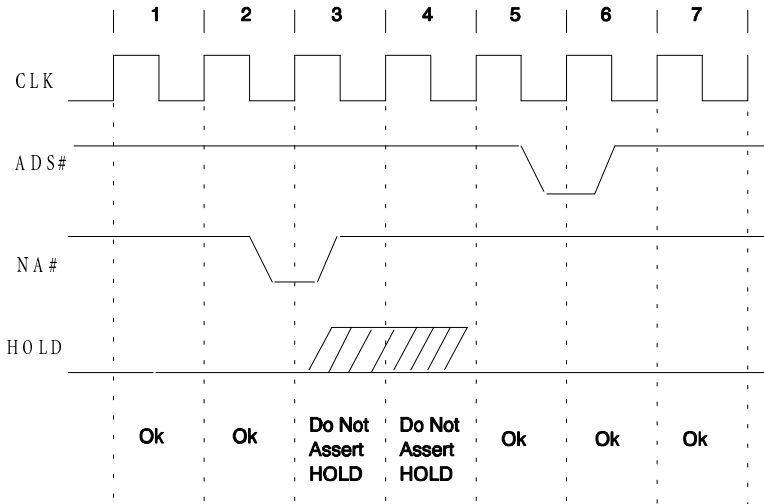 1 2 3 4 5 6 7
CLK
ADS#
NA#
HOLD
Ok Ok Do Not Assert HOLD Do Not Assert HOLD Ok Ok Ok